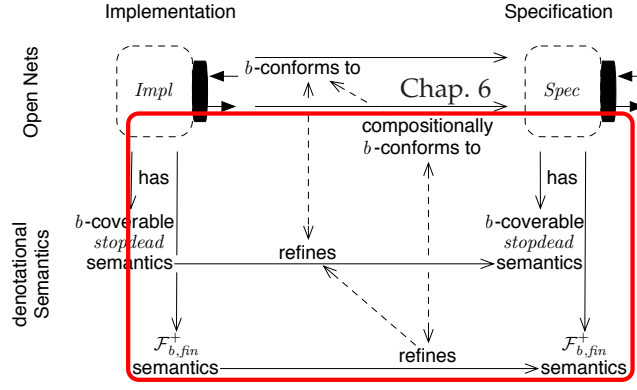 Implementation
Specification
Open Nets
Impl
b-conforms to
Chap. 6
Spec
compositionally
b-conforms to
has
has
denotational
Semantics
b-coverable
stopdead
semantics
refines
b-coverable
stopdead
semantics
F⁺b,fin
semantics
refines
F⁺b,fin
semantics